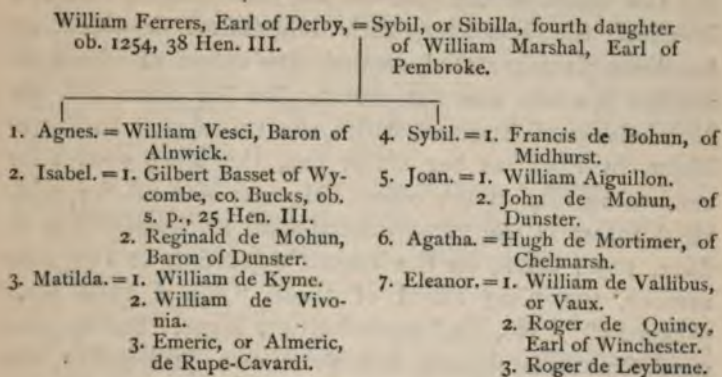 William Ferrers, Earl of Derby, = Sybil, or Sibilla, fourth daughter
ob. 1254, 38 Hen. III.
of William Marshal, Earl of
Pembroke.
1. Agnes. = William Vesci, Baron of
Alnwick.
2. Isabel. = 1. Gilbert Basset of Wy-
combe, co. Bucks, ob.
s. p., 25 Hen. III.
2. Reginald de Mohun,
Baron of Dunster.
3. Matilda. = 1. William de Kyme.
2. William de Vivo-
nia.
3. Emeric, or Almeric,
de Rupe-Cavardi.
4. Sybil. = 1. Francis de Bohun, of
Midhurst.
5. Joan. = 1. William Aiguillon.
2. John de Mohun, of
Dunster.
6. Agatha. = Hugh de Mortimer, of
Chelmarsh.
7. Eleanor. = 1. William de Vallibus,
or Vaux.
2. Roger de Quincy,
Earl of Winchester.
3. Roger de Leyburne.